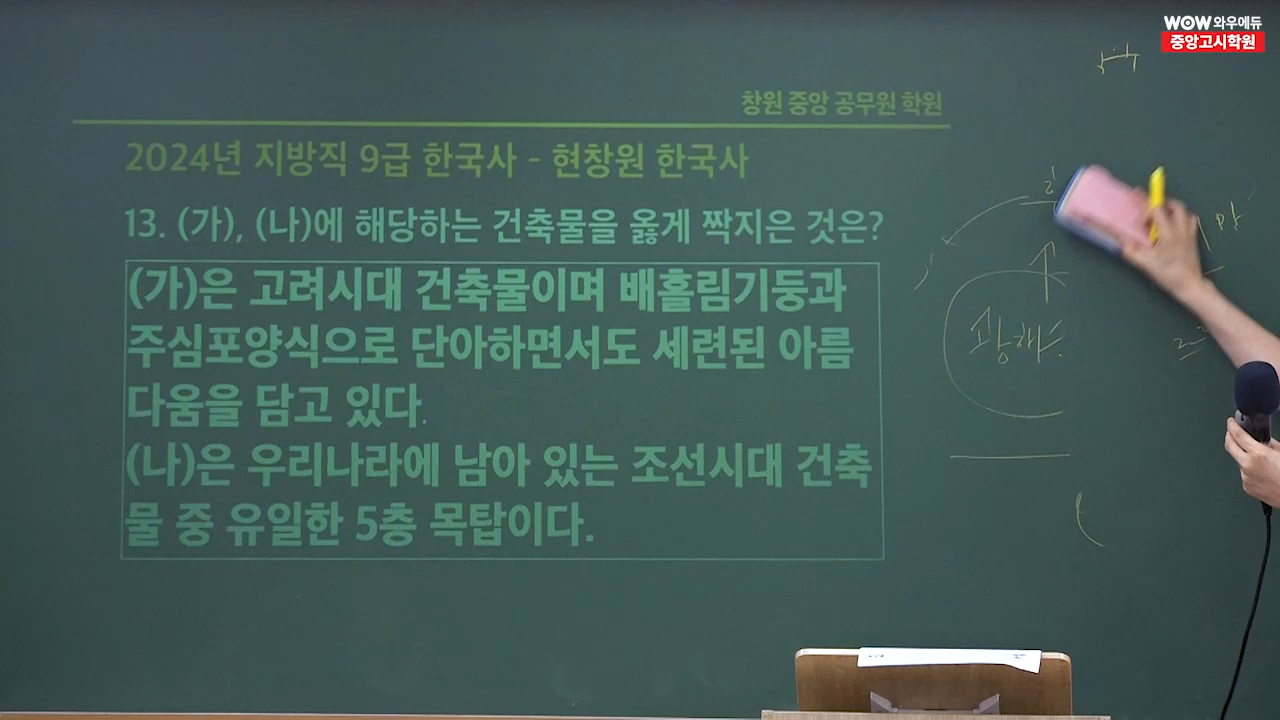 WOW와우에듀
중앙고시학원
창원 중앙 공무원 학원
2024년 지방직 9급 한국사 - 현창원 한국사
13. (가), (나)에 해당하는 건축물을 옳게 짝지은 것은?
(가)은 고려시대 건축물이며 배흘림기둥과
주심포양식으로 단아하면서도 세련된 아름
다움을 담고 있다.
(나)은 우리나라에 남아 있는 조선시대 건축
물 중 유일한 5층 목탑이다.
광해